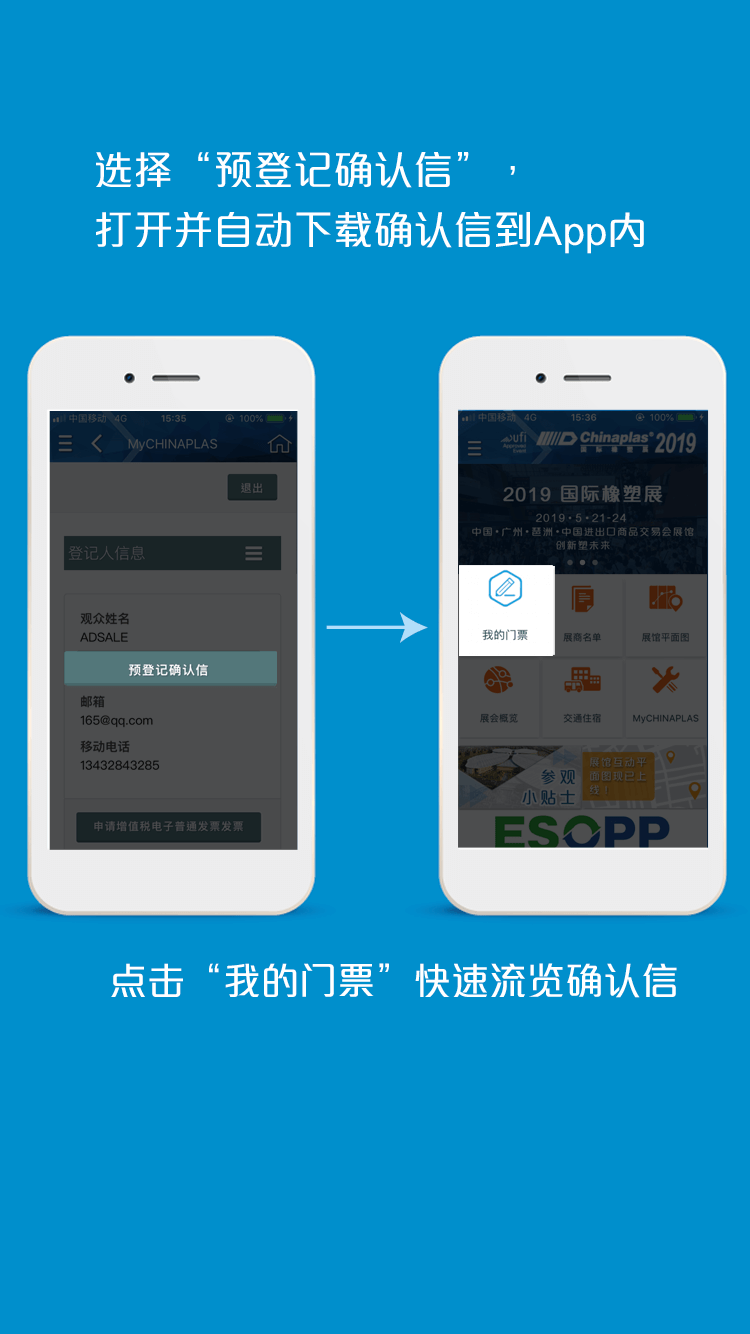 选择“预登记确认信”，
打开并自动下载确认信到App内
中国移动 4G 15:35 100%
MyCHINAPLAS
退出
登记人信息
观众姓名
ADSALE
预登记确认信
邮箱
165@qq.com
移动电话
13432843285
申请增值税电子普通发票发票
中国移动 4G 15:36 100%
ufi
Approved
Event
Chinaplas®
国际橡塑展
2019
2019 国际橡塑展
2019·5·21-24
中国·广州·琶洲·中国进出口商品交易会展馆
创新塑未来
我的门票
展商名单
展馆平面图
展会概览
交通住宿
MyCHINAPLAS
参观
小贴士
展馆互动平
面图现已上
线！
ESOPP
点击“我的门票”快速流览确认信